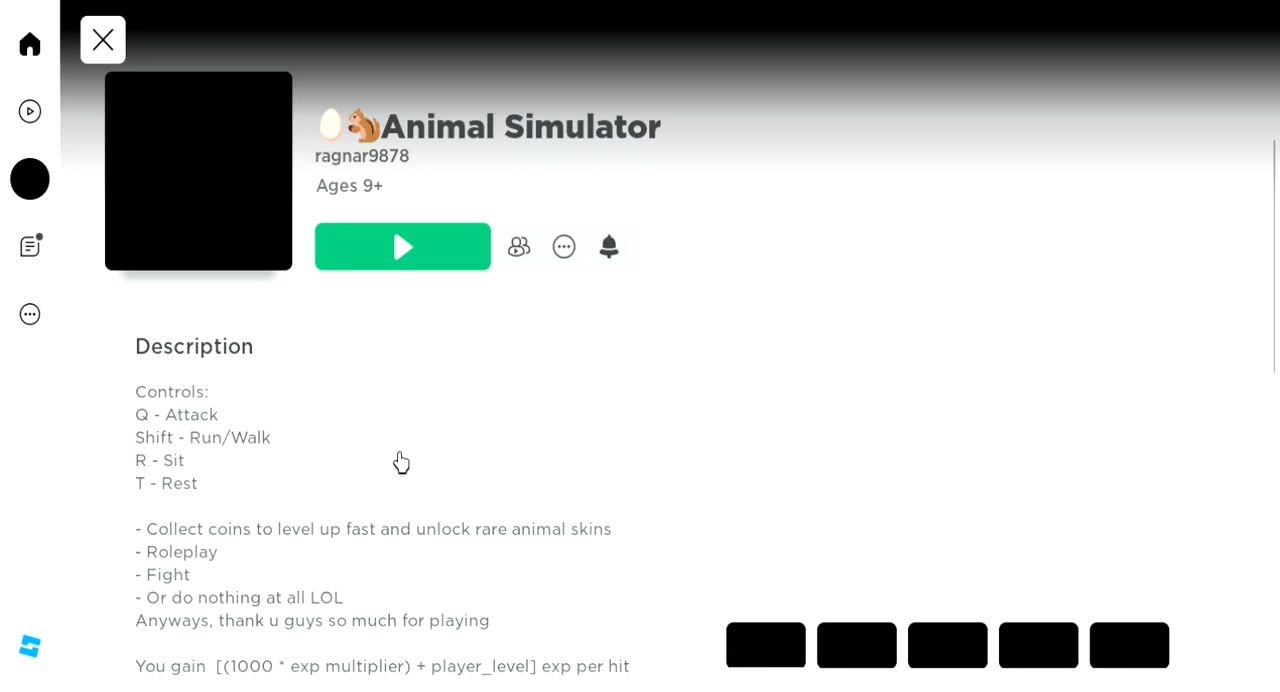 🥚🐿️Animal Simulator
ragnar9878
Ages 9+
Description
Controls:
Q - Attack
Shift - Run/Walk
R - Sit
T - Rest
- Collect coins to level up fast and unlock rare animal skins
- Roleplay
- Fight
- Or do nothing at all LOL
Anyways, thank u guys so much for playing
You gain  [(1000 * exp multiplier) + player_level] exp per hit